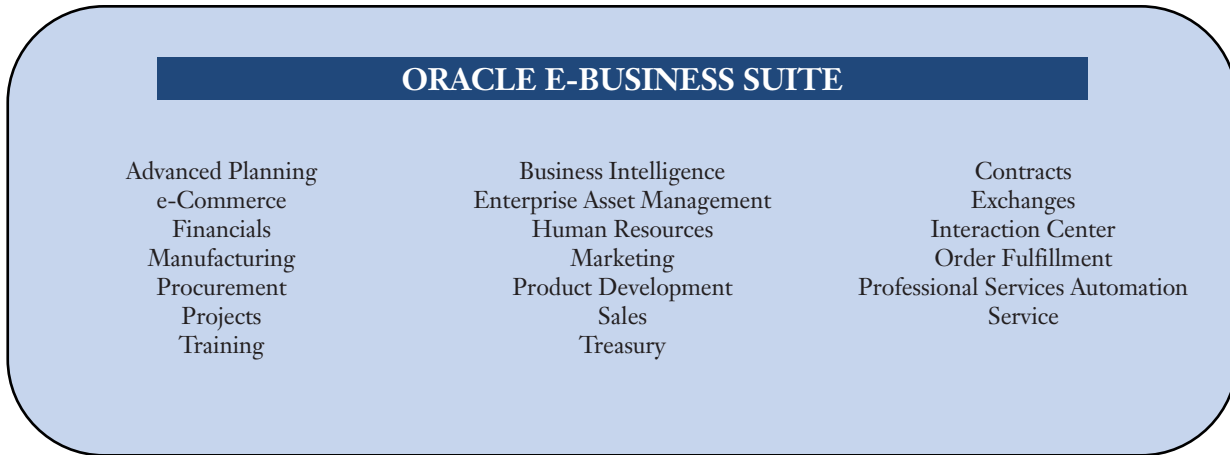 ORACLE E-BUSINESS SUITE
Advanced Planning
e-Commerce
Financials
Manufacturing
Procurement
Projects
Training
Business Intelligence
Enterprise Asset Management
Human Resources
Marketing
Product Development
Sales
Treasury
Contracts
Exchanges
Interaction Center
Order Fulfillment
Professional Services Automation
Service